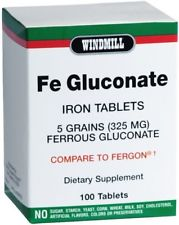 WINDMILL
Fe Gluconate
IRON TABLETS
5 GRAINS (325 MG)
FERROUS GLUCONATE
COMPARE TO FERGON®†
Dietary Supplement
100 Tablets
NO SUGAR, STARCH, YEAST, CORN, WHEAT, MILK, SOY, CHOLESTEROL,
ARTIFICIAL FLAVORS, COLORS OR PRESERVATIVES